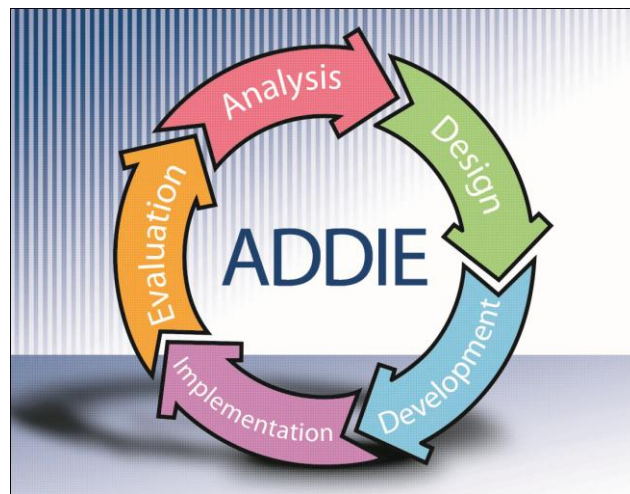 Analysis
Design
ADDIE
Evaluation
Development
Implementation